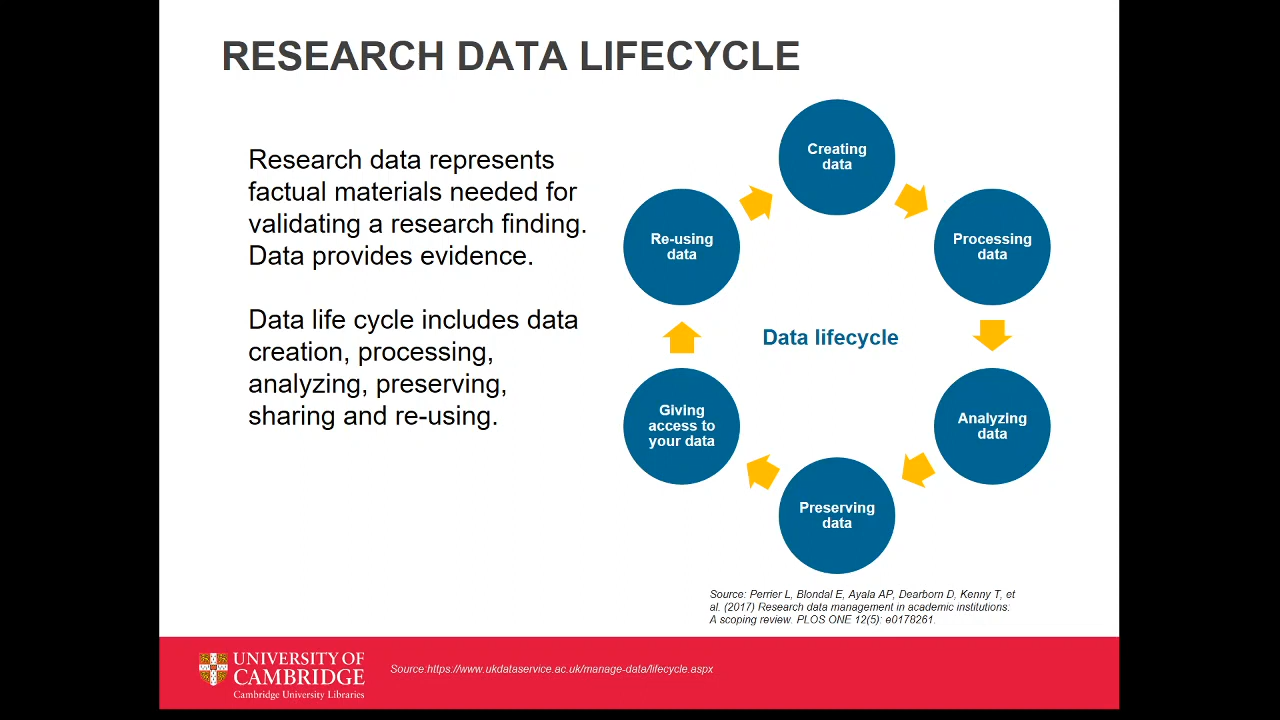 RESEARCH DATA LIFECYCLE
Research data represents
factual materials needed for
validating a research finding.
Data provides evidence.
Data life cycle includes data
creation, processing,
analyzing, preserving,
sharing and re-using.
Creating
data
Processing
data
Analyzing
data
Preserving
data
Giving
access to
your data
Re-using
data
Data lifecycle
Source: Perrier L, Blondal E, Ayala AP, Dearborn D, Kenny T, et
al. (2017) Research data management in academic institutions:
A scoping review. PLOS ONE 12(5): e0178261.
UNIVERSITY OF
CAMBRIDGE
Cambridge University Libraries
Source:https://www.ukdataservice.ac.uk/manage-data/lifecycle.aspx